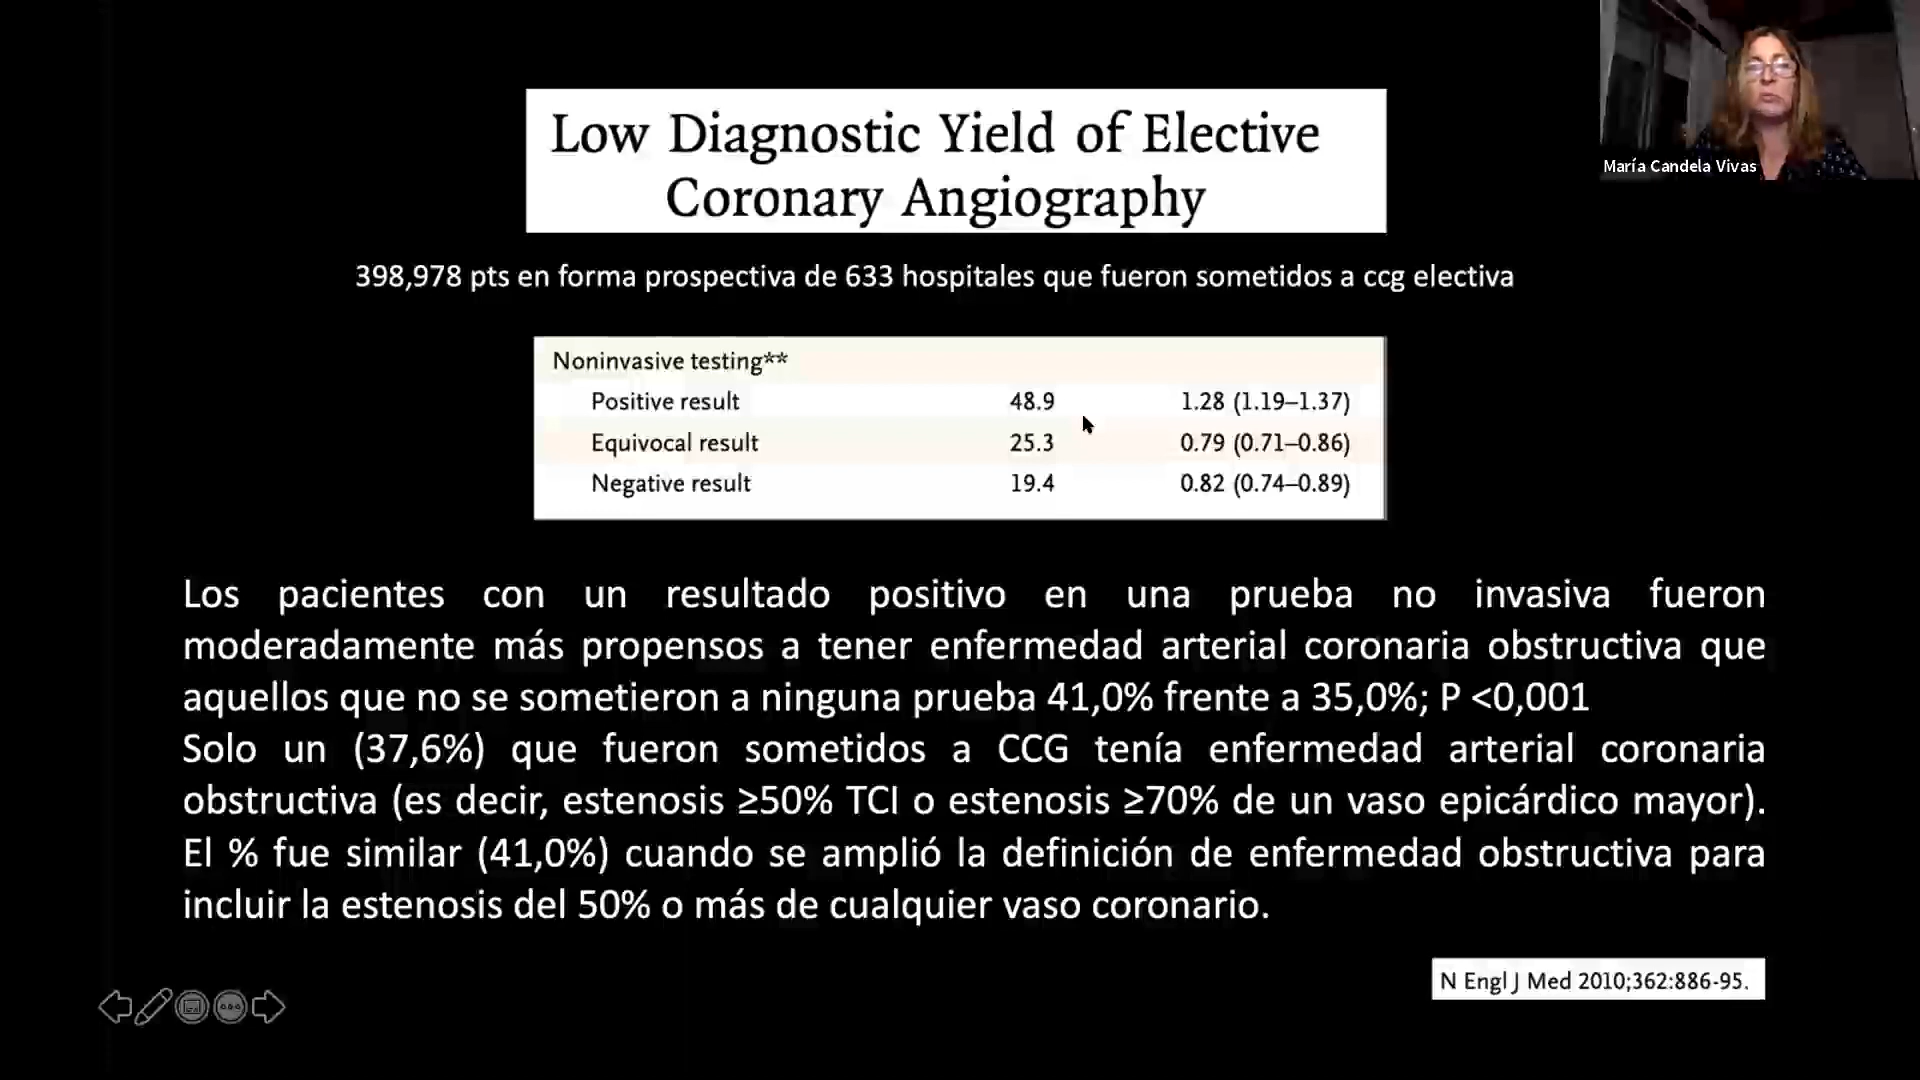 Low Diagnostic Yield of Elective
Coronary Angiography
María Candela Vivas
398,978 pts en forma prospectiva de 633 hospitales que fueron sometidos a ccg electiva
Noninvasive testing**
Positive result 48.9 1.28 (1.19–1.37)
Equivocal result 25.3 0.79 (0.71–0.86)
Negative result 19.4 0.82 (0.74–0.89)
Los pacientes con un resultado positivo en una prueba no invasiva fueron
moderadamente más propensos a tener enfermedad arterial coronaria obstructiva que
aquellos que no se sometieron a ninguna prueba 41,0% frente a 35,0%; P <0,001
Solo un (37,6%) que fueron sometidos a CCG tenía enfermedad arterial coronaria
obstructiva (es decir, estenosis ≥50% TCI o estenosis ≥70% de un vaso epicárdico mayor).
El % fue similar (41,0%) cuando se amplió la definición de enfermedad obstructiva para
incluir la estenosis del 50% o más de cualquier vaso coronario.
N Engl J Med 2010;362:886-95.